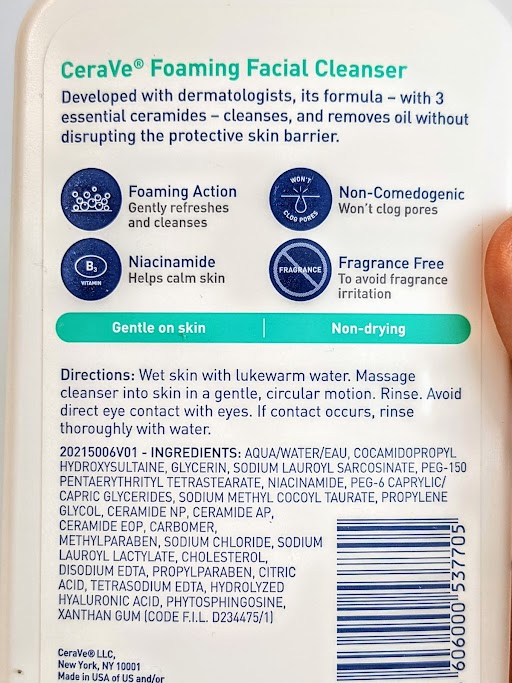 CeraVe® Foaming Facial Cleanser
Developed with dermatologists, its formula – with 3
essential ceramides – cleanses, and removes oil without
disrupting the protective skin barrier.
Foaming Action
Gently refreshes
and cleanses
WON'T
CLOG PORES
Non-Comedogenic
Won't clog pores
B3
VITAMIN
Niacinamide
Helps calm skin
FRAGRANCE
Fragrance Free
To avoid fragrance
irritation
Gentle on skin | Non-drying
Directions: Wet skin with lukewarm water. Massage
cleanser into skin in a gentle, circular motion. Rinse. Avoid
direct eye contact with eyes. If contact occurs, rinse
thoroughly with water.
20215006V01 - INGREDIENTS: AQUA/WATER/EAU, COCAMIDOPROPYL
HYDROXYSULTAINE, GLYCERIN, SODIUM LAUROYL SARCOSINATE, PEG-150
PENTAERYTHRITYL TETRASTEARATE, NIACINAMIDE, PEG-6 CAPRYLIC/
CAPRIC GLYCERIDES, SODIUM METHYL COCOYL TAURATE, PROPYLENE
GLYCOL, CERAMIDE NP, CERAMIDE AP,
CERAMIDE EOP, CARBOMER,
METHYLPARABEN, SODIUM CHLORIDE, SODIUM
LAUROYL LACTYLATE, CHOLESTEROL,
DISODIUM EDTA, PROPYLPARABEN, CITRIC
ACID, TETRASODIUM EDTA, HYDROLYZED
HYALURONIC ACID, PHYTOSPHINGOSINE,
XANTHAN GUM (CODE F.I.L. D234475/1)
606000 537705
CeraVe® LLC,
New York, NY 10001
Made in USA of US and/or